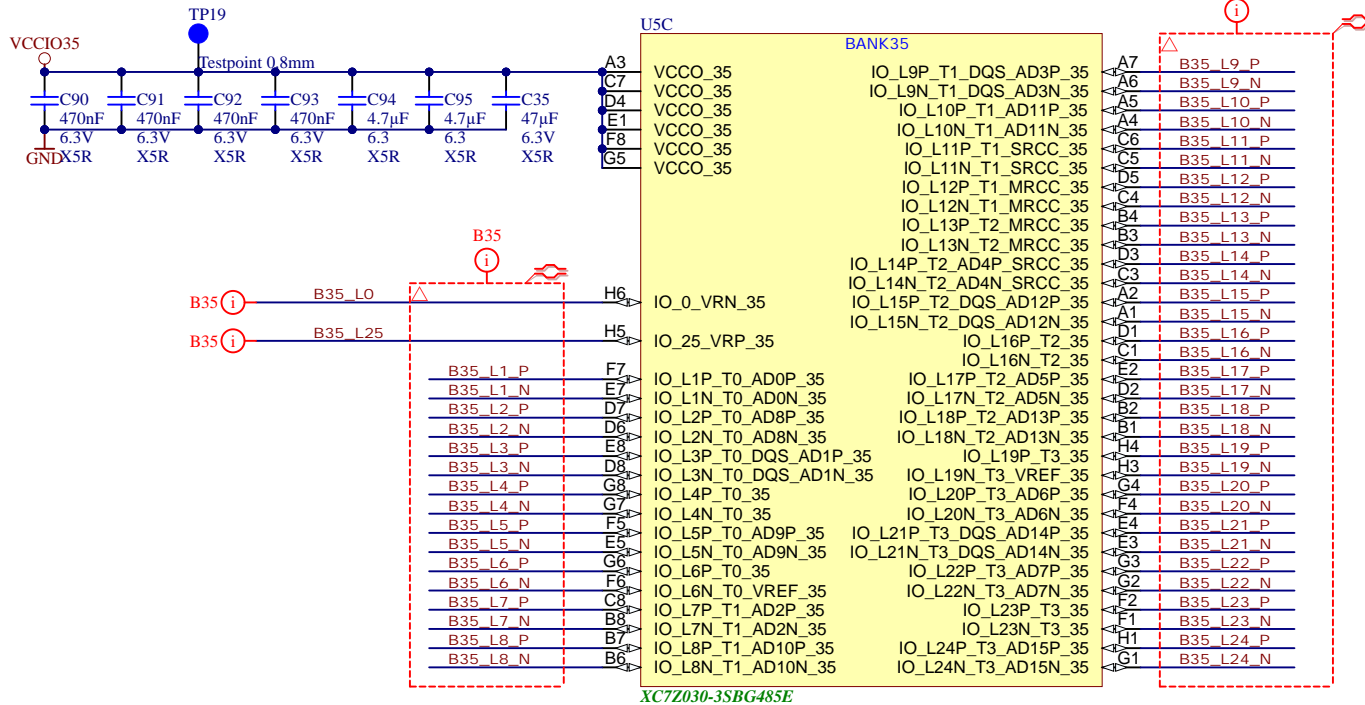 TP19
VCCIO35
Testpoint 0.8mm
C90
470nF
6.3V
X5R
C91
470nF
6.3V
X5R
C92
470nF
6.3V
X5R
C93
470nF
6.3V
X5R
C94
4.7µF
6.3
X5R
C95
4.7µF
6.3
X5R
C35
47µF
6.3V
X5R
GND
U5C
BANK35
A3 VCCO_35
C7 VCCO_35
D4 VCCO_35
E1 VCCO_35
F8 VCCO_35
G5 VCCO_35
B35
i
B35 i B35_L0 H6 IO_0_VRN_35
B35 i B35_L25 H5 IO_25_VRP_35
B35_L1_P F7 IO_L1P_T0_AD0P_35
B35_L1_N E7 IO_L1N_T0_AD0N_35
B35_L2_P D7 IO_L2P_T0_AD8P_35
B35_L2_N D6 IO_L2N_T0_AD8N_35
B35_L3_P E8 IO_L3P_T0_DQS_AD1P_35
B35_L3_N D8 IO_L3N_T0_DQS_AD1N_35
B35_L4_P G8 IO_L4P_T0_35
B35_L4_N G7 IO_L4N_T0_35
B35_L5_P F5 IO_L5P_T0_AD9P_35
B35_L5_N E5 IO_L5N_T0_AD9N_35
B35_L6_P G6 IO_L6P_T0_35
B35_L6_N F6 IO_L6N_T0_VREF_35
B35_L7_P C8 IO_L7P_T1_AD2P_35
B35_L7_N B8 IO_L7N_T1_AD2N_35
B35_L8_P B7 IO_L8P_T1_AD10P_35
B35_L8_N B6 IO_L8N_T1_AD10N_35
i
IO_L9P_T1_DQS_AD3P_35 A7 B35_L9_P
IO_L9N_T1_DQS_AD3N_35 A6 B35_L9_N
IO_L10P_T1_AD11P_35 A5 B35_L10_P
IO_L10N_T1_AD11N_35 A4 B35_L10_N
IO_L11P_T1_SRCC_35 C6 B35_L11_P
IO_L11N_T1_SRCC_35 C5 B35_L11_N
IO_L12P_T1_MRCC_35 D5 B35_L12_P
IO_L12N_T1_MRCC_35 C4 B35_L12_N
IO_L13P_T2_MRCC_35 B4 B35_L13_P
IO_L13N_T2_MRCC_35 B3 B35_L13_N
IO_L14P_T2_AD4P_SRCC_35 D3 B35_L14_P
IO_L14N_T2_AD4N_SRCC_35 C3 B35_L14_N
IO_L15P_T2_DQS_AD12P_35 A2 B35_L15_P
IO_L15N_T2_DQS_AD12N_35 A1 B35_L15_N
IO_L16P_T2_35 D1 B35_L16_P
IO_L16N_T2_35 C1 B35_L16_N
IO_L17P_T2_AD5P_35 E2 B35_L17_P
IO_L17N_T2_AD5N_35 D2 B35_L17_N
IO_L18P_T2_AD13P_35 B2 B35_L18_P
IO_L18N_T2_AD13N_35 B1 B35_L18_N
IO_L19P_T3_35 H4 B35_L19_P
IO_L19N_T3_VREF_35 H3 B35_L19_N
IO_L20P_T3_AD6P_35 G4 B35_L20_P
IO_L20N_T3_AD6N_35 F4 B35_L20_N
IO_L21P_T3_DQS_AD14P_35 E4 B35_L21_P
IO_L21N_T3_DQS_AD14N_35 E3 B35_L21_N
IO_L22P_T3_AD7P_35 G3 B35_L22_P
IO_L22N_T3_AD7N_35 G2 B35_L22_N
IO_L23P_T3_35 F2 B35_L23_P
IO_L23N_T3_35 F1 B35_L23_N
IO_L24P_T3_AD15P_35 H1 B35_L24_P
IO_L24N_T3_AD15N_35 G1 B35_L24_N
XC7Z030-3SBG485E